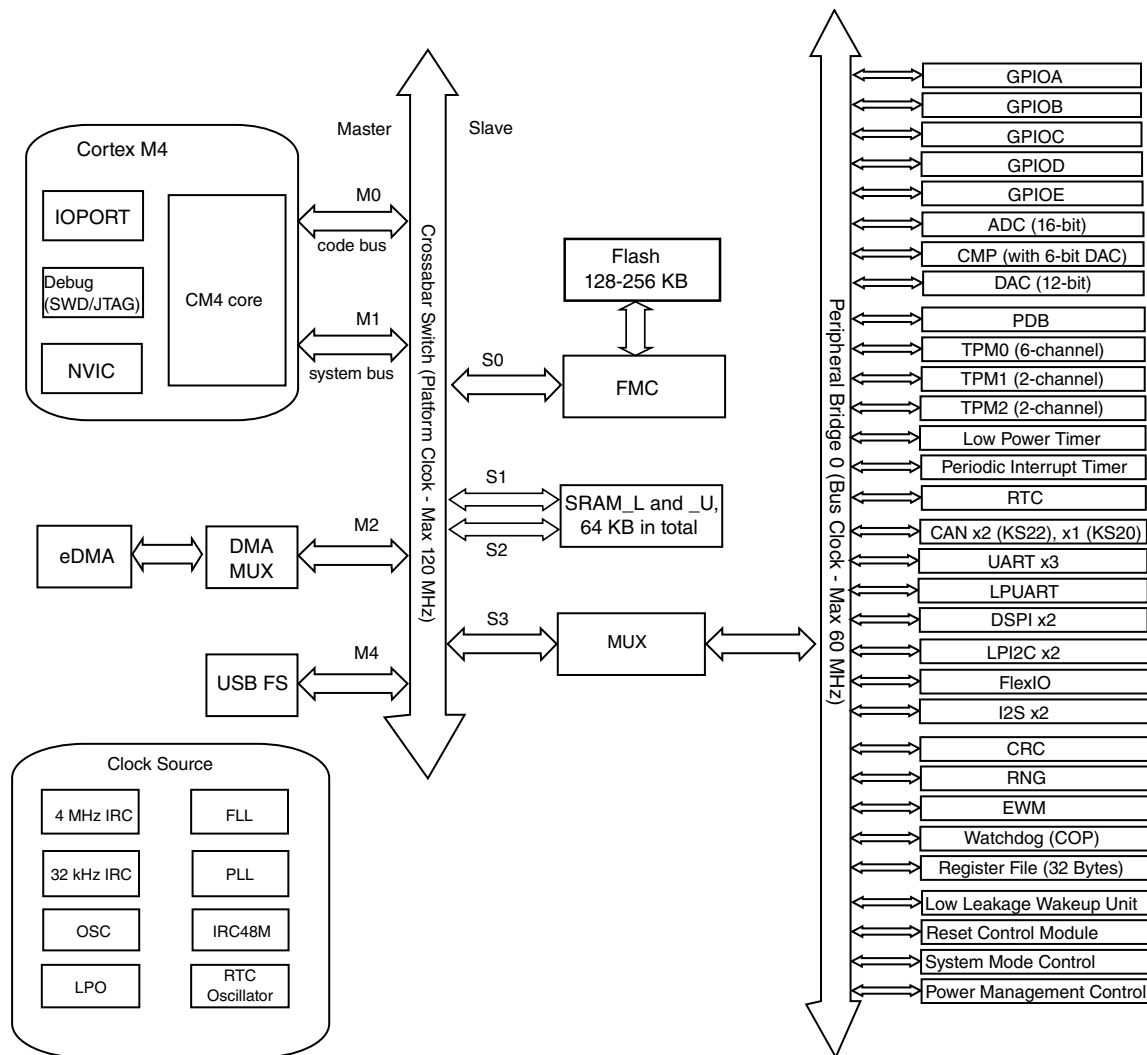 Cortex M4
IOPORT
Debug
(SWD/JTAG)
NVIC
CM4 core
Master
Slave
M0
code bus
M1
system bus
Crossabar Switch (Platform Clcok - Max 120 MHz)
eDMA
DMA
MUX
M2
USB FS
M4
Flash
128-256 KB
S0
FMC
S1
SRAM_L and _U,
64 KB in total
S2
S3
MUX
Clock Source
4 MHz IRC
FLL
32 kHz IRC
PLL
OSC
IRC48M
LPO
RTC
Oscillator
Peripheral Bridge 0 (Bus Clock - Max 60 MHz)
GPIOA
GPIOB
GPIOC
GPIOD
GPIOE
ADC (16-bit)
CMP (with 6-bit DAC)
DAC (12-bit)
PDB
TPM0 (6-channel)
TPM1 (2-channel)
TPM2 (2-channel)
Low Power Timer
Periodic Interrupt Timer
RTC
CAN x2 (KS22), x1 (KS20)
UART x3
LPUART
DSPI x2
LPI2C x2
FlexIO
I2S x2
CRC
RNG
EWM
Watchdog (COP)
Register File (32 Bytes)
Low Leakage Wakeup Unit
Reset Control Module
System Mode Control
Power Management Control